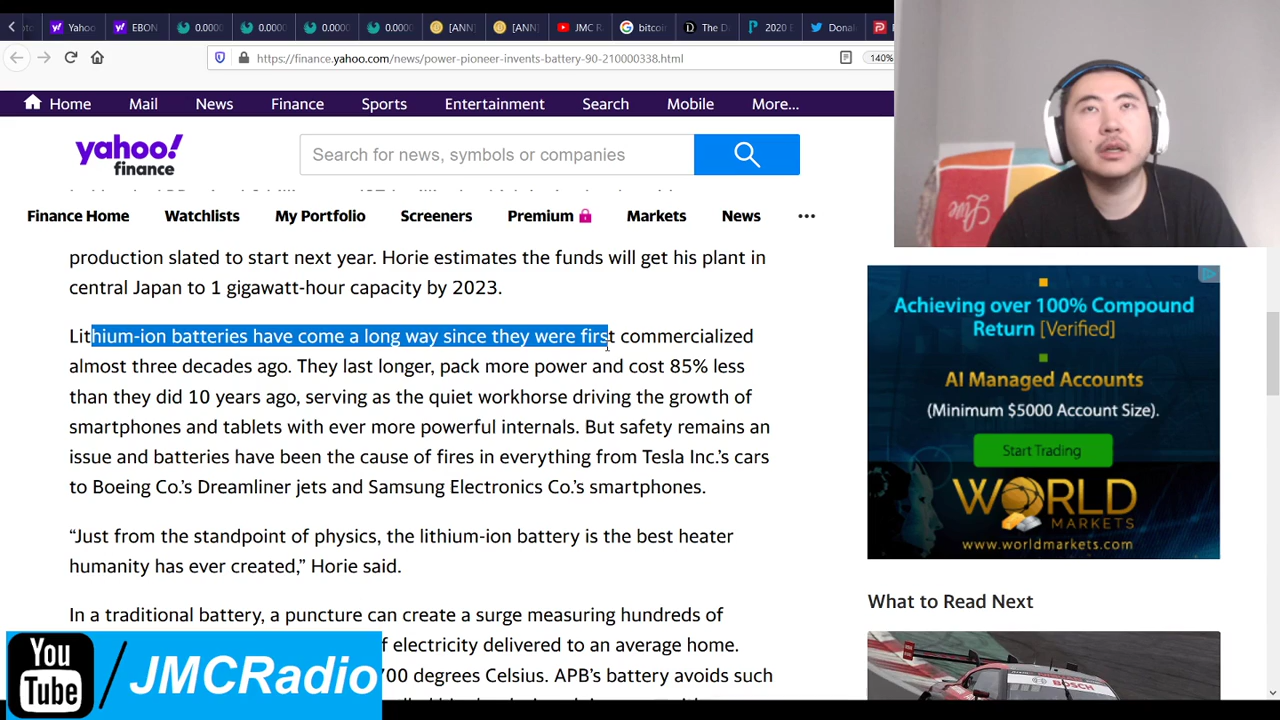 Yahoo
EBON
0.0000
0.000
0.000
0.000
[ANN]
[ANN]
JMC R
bitcoin
The D
2020 E
Donal
https://finance.yahoo.com/news/power-pioneer-invents-battery-90-210000338.html
140%
Home Mail News Finance Sports Entertainment Search Mobile More...
yahoo!
finance
Search for news, symbols or companies
Finance Home Watchlists My Portfolio Screeners Premium Markets News
production slated to start next year. Horie estimates the funds will get his plant in
central Japan to 1 gigawatt-hour capacity by 2023.
Lithium-ion batteries have come a long way since they were first commercialized
almost three decades ago. They last longer, pack more power and cost 85% less
than they did 10 years ago, serving as the quiet workhorse driving the growth of
smartphones and tablets with ever more powerful internals. But safety remains an
issue and batteries have been the cause of fires in everything from Tesla Inc.’s cars
to Boeing Co.’s Dreamliner jets and Samsung Electronics Co.’s smartphones.
“Just from the standpoint of physics, the lithium-ion battery is the best heater
humanity has ever created,” Horie said.
In a traditional battery, a puncture can create a surge measuring hundreds of
f electricity delivered to an average home.
700 degrees Celsius. APB’s battery avoids such
Live
Achieving over 100% Compound
Return [Verified]
AI Managed Accounts
(Minimum $5000 Account Size).
Start Trading
WORLD
MARKETS
www.worldmarkets.com
What to Read Next
BOSCH
You
Tube
/ JMCRadio